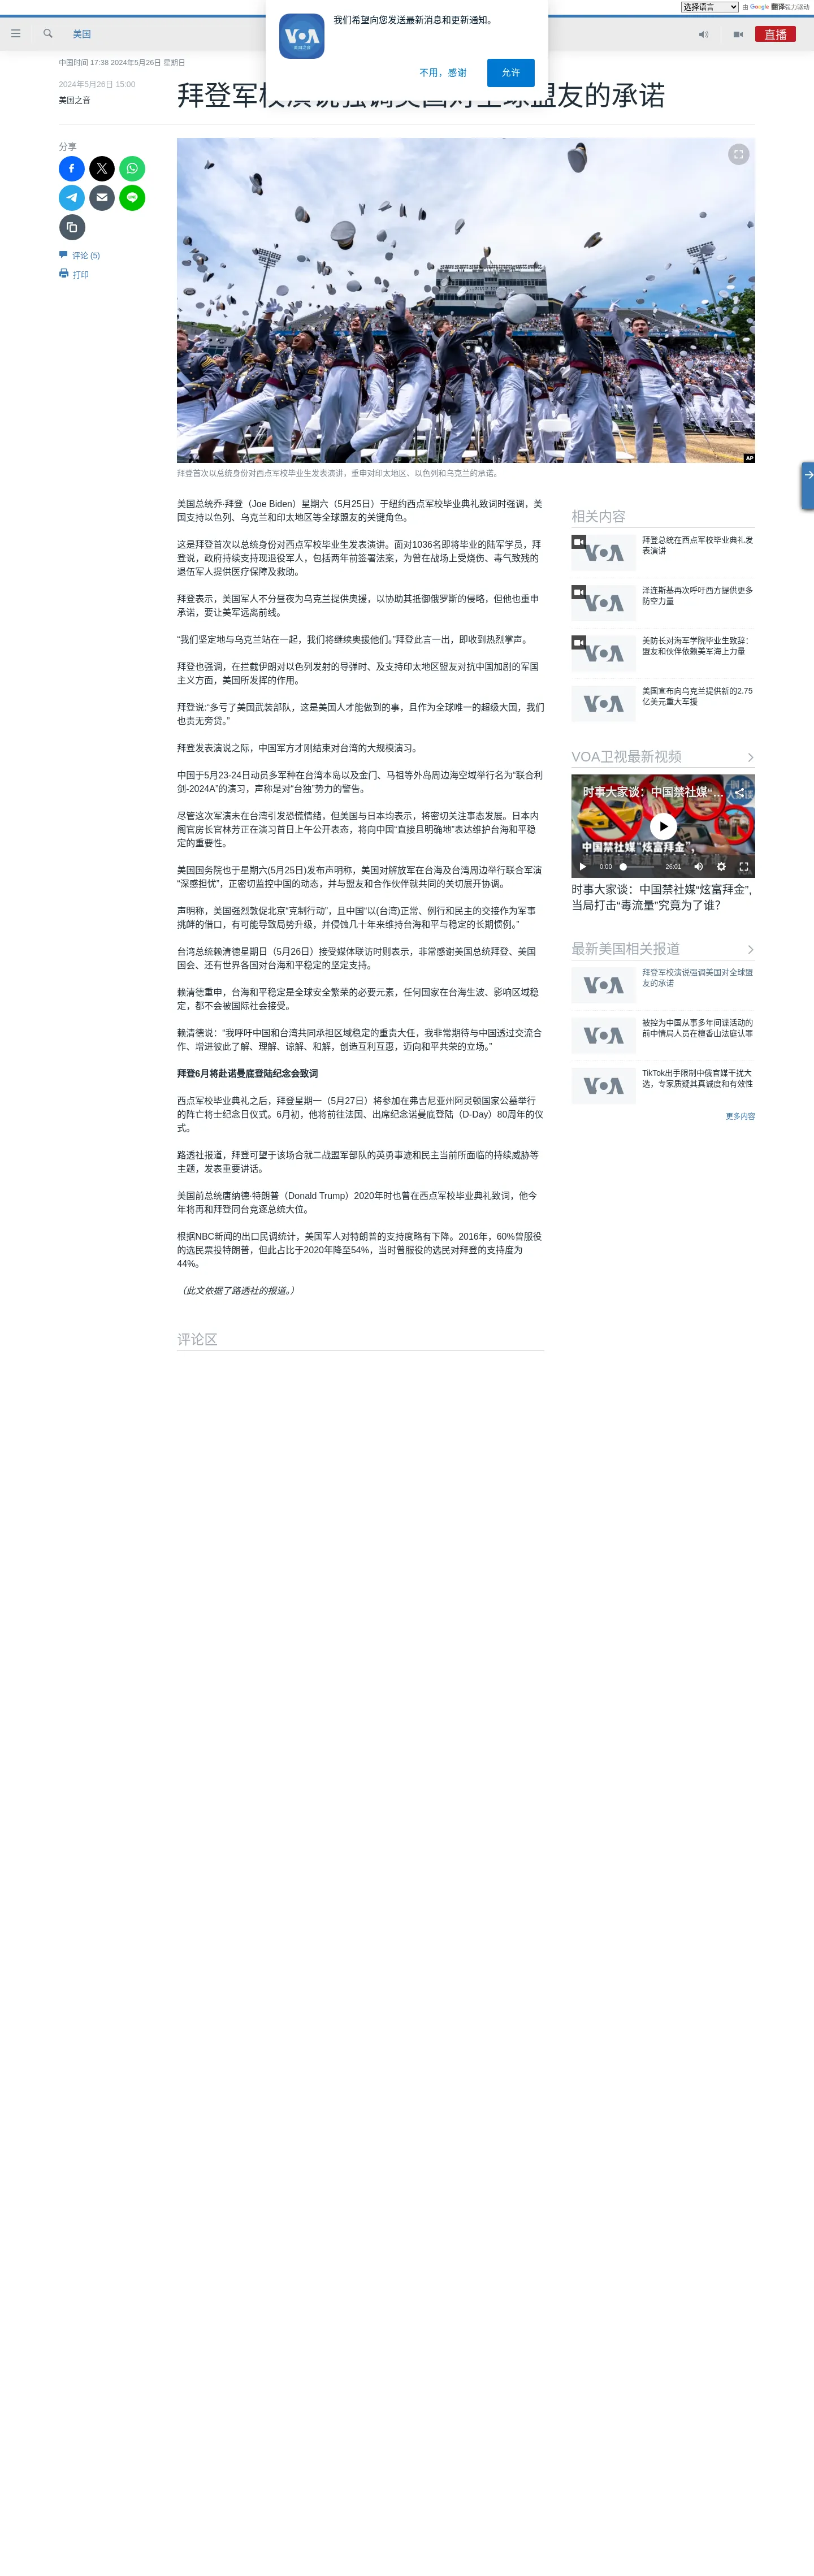 选择语言 由 Google 翻译强力驱动
美国
直播
VOA
美国之音
我们希望向您发送最新消息和更新通知。
不用，感谢
允许
中国时间 17:38 2024年5月26日 星期日
2024年5月26日 15:00
美国之音
拜登军校演说强调美国对全球盟友的承诺
分享
评论 (5)
打印
AP
拜登首次以总统身份对西点军校毕业生发表演讲，重申对印太地区、以色列和乌克兰的承诺。
美国总统乔·拜登（Joe Biden）星期六（5月25日）于纽约西点军校毕业典礼致词时强调，美
国支持以色列、乌克兰和印太地区等全球盟友的关键角色。
这是拜登首次以总统身份对西点军校毕业生发表演讲。面对1036名即将毕业的陆军学员，拜
登说，政府持续支持现退役军人，包括两年前签署法案，为曾在战场上受烧伤、毒气致残的
退伍军人提供医疗保障及救助。
拜登表示，美国军人不分昼夜为乌克兰提供奥援，以协助其抵御俄罗斯的侵略，但他也重申
承诺，要让美军远离前线。
“我们坚定地与乌克兰站在一起，我们将继续奥援他们。”拜登此言一出，即收到热烈掌声。
拜登也强调，在拦截伊朗对以色列发射的导弹时、及支持印太地区盟友对抗中国加剧的军国
主义方面，美国所发挥的作用。
拜登说:“多亏了美国武装部队，这是美国人才能做到的事，且作为全球唯一的超级大国，我们
也责无旁贷。”
拜登发表演说之际，中国军方才刚结束对台湾的大规模演习。
中国于5月23-24日动员多军种在台湾本岛以及金门、马祖等外岛周边海空域举行名为“联合利
剑-2024A”的演习，声称是对“台独”势力的警告。
尽管这次军演未在台湾引发恐慌情绪，但美国与日本均表示，将密切关注事态发展。日本内
阁官房长官林芳正在演习首日上午公开表态，将向中国“直接且明确地”表达维护台海和平稳
定的重要性。
美国国务院也于星期六(5月25日)发布声明称，美国对解放军在台海及台湾周边举行联合军演
“深感担忧”，正密切监控中国的动态，并与盟友和合作伙伴就共同的关切展开协调。
声明称，美国强烈敦促北京“克制行动”，且中国“以(台湾)正常、例行和民主的交接作为军事
挑衅的借口，有可能导致局势升级，并侵蚀几十年来维持台海和平与稳定的长期惯例。”
台湾总统赖清德星期日（5月26日）接受媒体联访时则表示，非常感谢美国总统拜登、美国
国会、还有世界各国对台海和平稳定的坚定支持。
赖清德重申，台海和平稳定是全球安全繁荣的必要元素，任何国家在台海生波、影响区域稳
定，都不会被国际社会接受。
赖清德说：“我呼吁中国和台湾共同承担区域稳定的重责大任，我非常期待与中国透过交流合
作、增进彼此了解、理解、谅解、和解，创造互利互惠，迈向和平共荣的立场。”
拜登6月将赴诺曼底登陆纪念会致词
西点军校毕业典礼之后，拜登星期一（5月27日）将参加在弗吉尼亚州阿灵顿国家公墓举行
的阵亡将士纪念日仪式。6月初，他将前往法国、出席纪念诺曼底登陆（D-Day）80周年的仪
式。
路透社报道，拜登可望于该场合就二战盟军部队的英勇事迹和民主当前所面临的持续威胁等
主题，发表重要讲话。
美国前总统唐纳德·特朗普（Donald Trump）2020年时也曾在西点军校毕业典礼致词，他今
年将再和拜登同台竞逐总统大位。
根据NBC新闻的出口民调统计，美国军人对特朗普的支持度略有下降。2016年，60%曾服役
的选民票投特朗普，但此占比于2020年降至54%，当时曾服役的选民对拜登的支持度为
44%。
（此文依据了路透社的报道。）
评论区
相关内容
VOA
拜登总统在西点军校毕业典礼发
表演讲
VOA
泽连斯基再次呼吁西方提供更多
防空力量
VOA
美防长对海军学院毕业生致辞：
盟友和伙伴依赖美军海上力量
VOA
美国宣布向乌克兰提供新的2.75
亿美元重大军援
VOA卫视最新视频
时事大家谈：中国禁社媒“...
中国禁社媒“炫富拜金”，
0:00
26:01
时事大家谈：中国禁社媒“炫富拜金”,
当局打击“毒流量”究竟为了谁？
最新美国相关报道
VOA
拜登军校演说强调美国对全球盟
友的承诺
VOA
被控为中国从事多年间谍活动的
前中情局人员在檀香山法庭认罪
VOA
TikTok出手限制中俄官媒干扰大
选，专家质疑其真诚度和有效性
更多内容